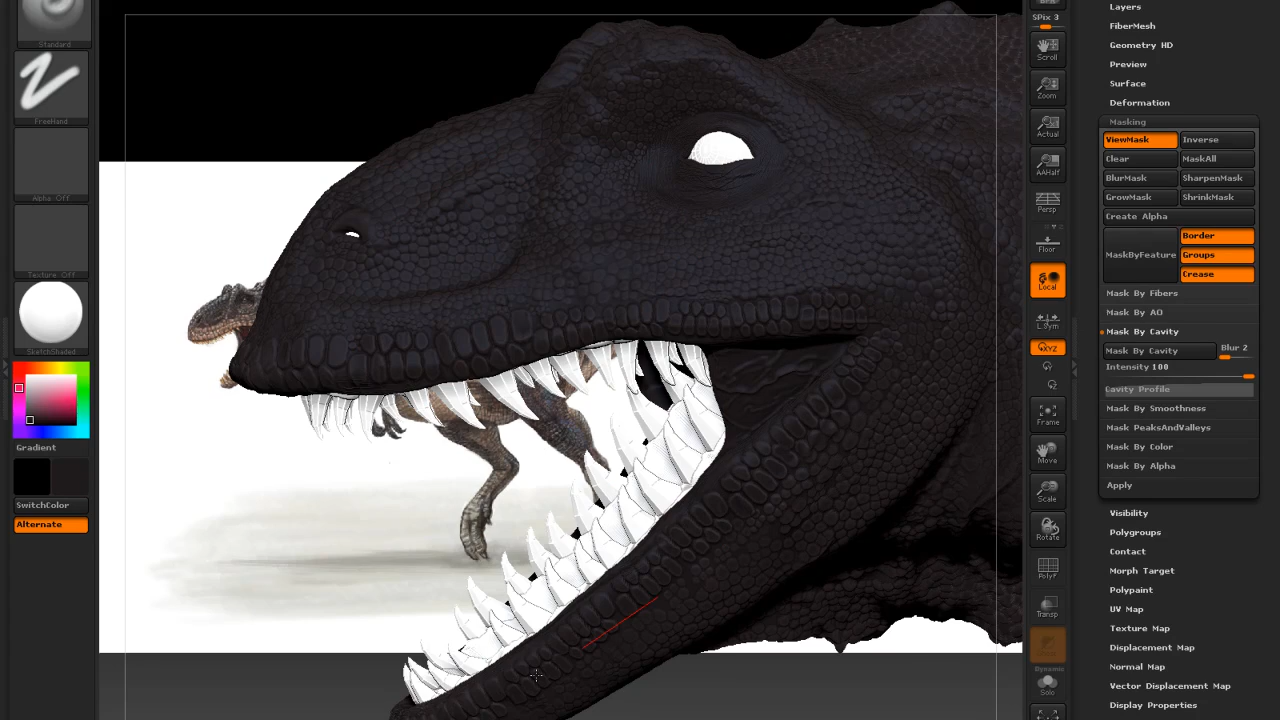 Standard
FreeHand
Alpha Off
Texture Off
SketchShaded
Gradient
SwitchColor
Alternate
SPix 3
Scroll
Zoom
Actual
AAHalf
Persp
Floor
Local
L.Sym
XYZ
Frame
Move
Scale
Rotate
PolyF
Transp
Dynamic
Solo
Layers
FiberMesh
Geometry HD
Preview
Surface
Deformation
Masking
ViewMask Inverse
Clear MaskAll
BlurMask SharpenMask
GrowMask ShrinkMask
Create Alpha
MaskByFeature Border
Groups
Crease
Mask By Fibers
Mask By AO
Mask By Cavity
Mask By Cavity Blur 2
Intensity 100
Cavity Profile
Mask By Smoothness
Mask PeaksAndValleys
Mask By Color
Mask By Alpha
Apply
Visibility
Polygroups
Contact
Morph Target
Polypaint
UV Map
Texture Map
Displacement Map
Normal Map
Vector Displacement Map
Display Properties